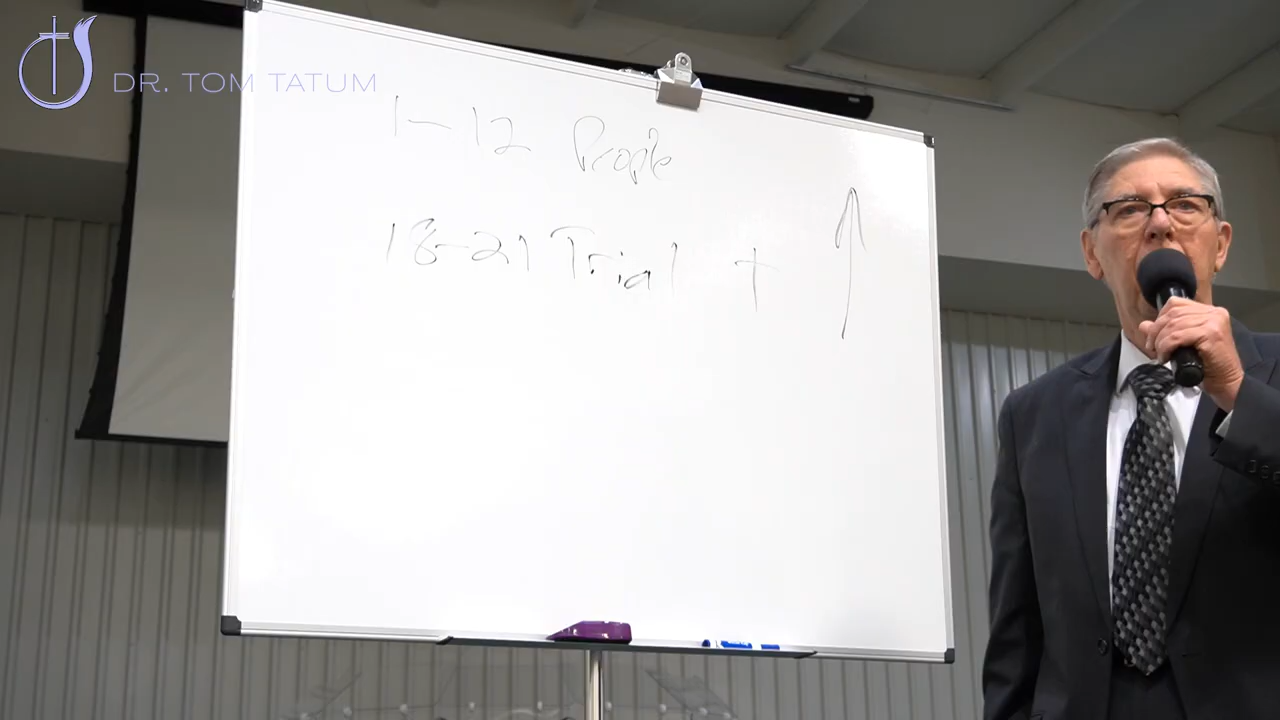 DR. TOM TATUM
1-12 People
18-21 Trial + ↑